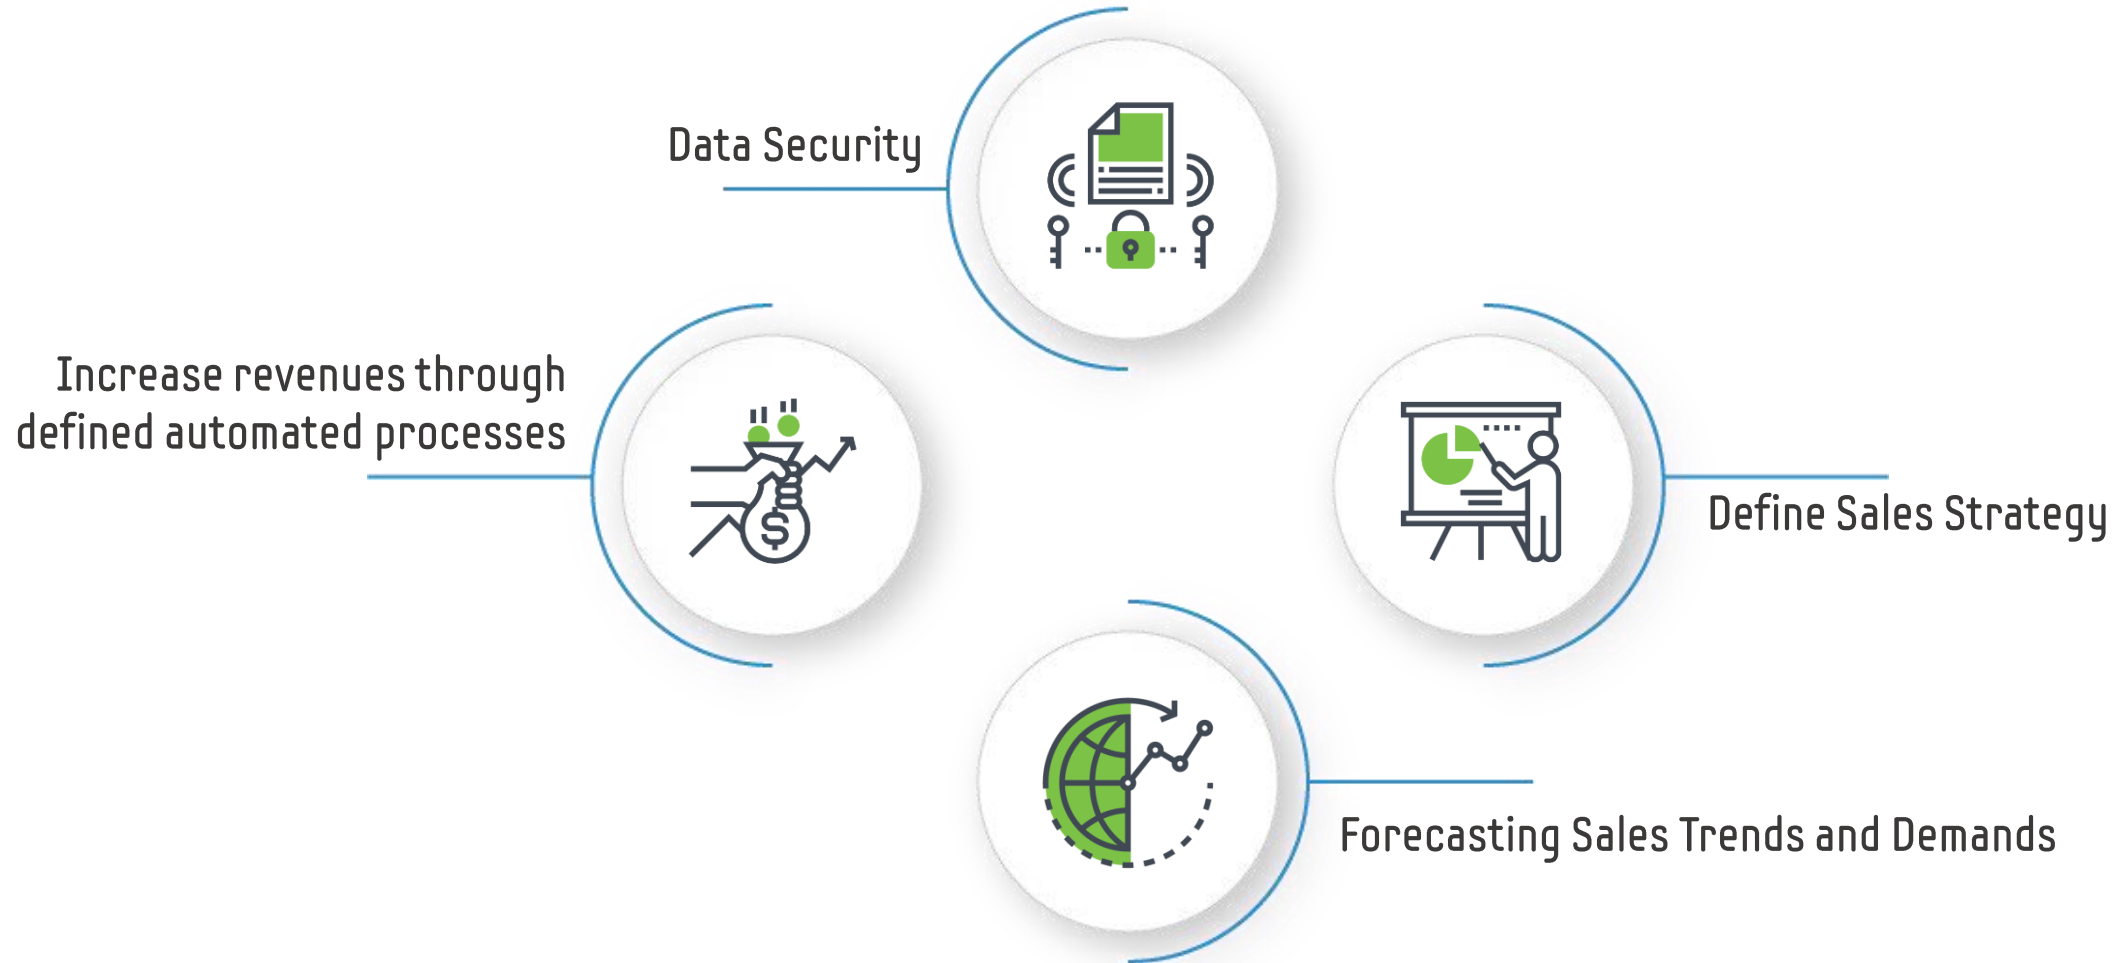 Data Security
Increase revenues through
defined automated processes
$
Define Sales Strategy
Forecasting Sales Trends and Demands